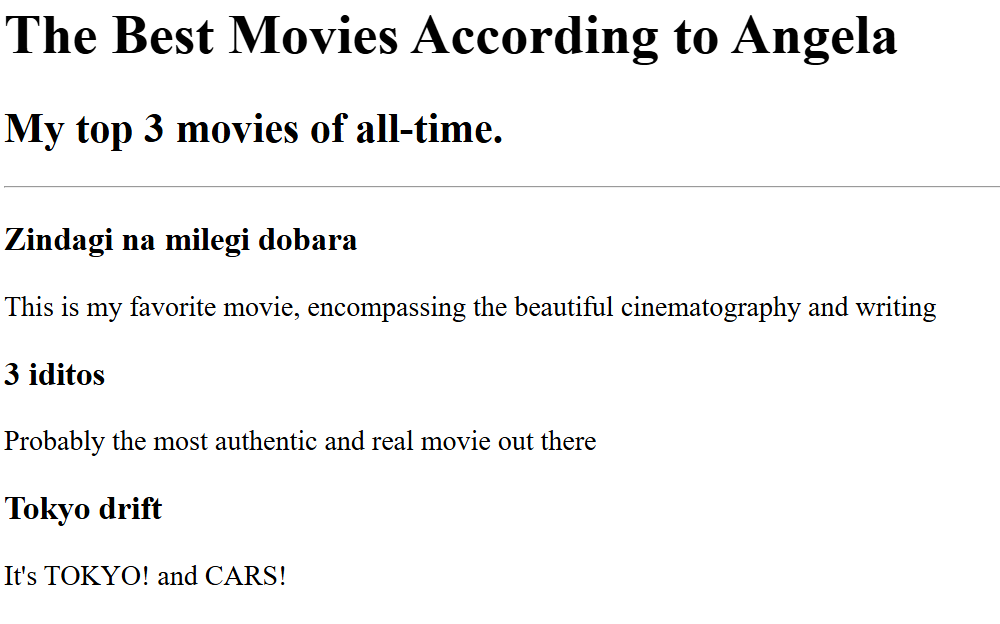 The Best Movies According to Angela
My top 3 movies of all-time.
Zindagi na milegi dobara
This is my favorite movie, encompassing the beautiful cinematography and writing
3 iditos
Probably the most authentic and real movie out there
Tokyo drift
It's TOKYO! and CARS!